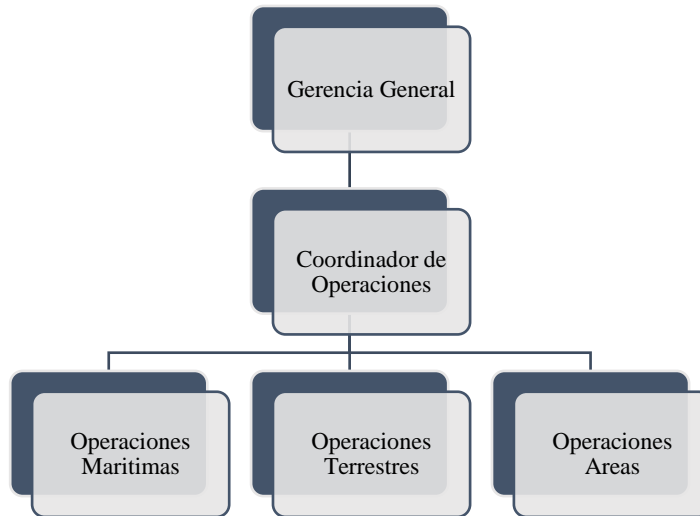 Gerencia General
Coordinador de
Operaciones
Operaciones
Maritimas
Operaciones
Terrestres
Operaciones
Areas